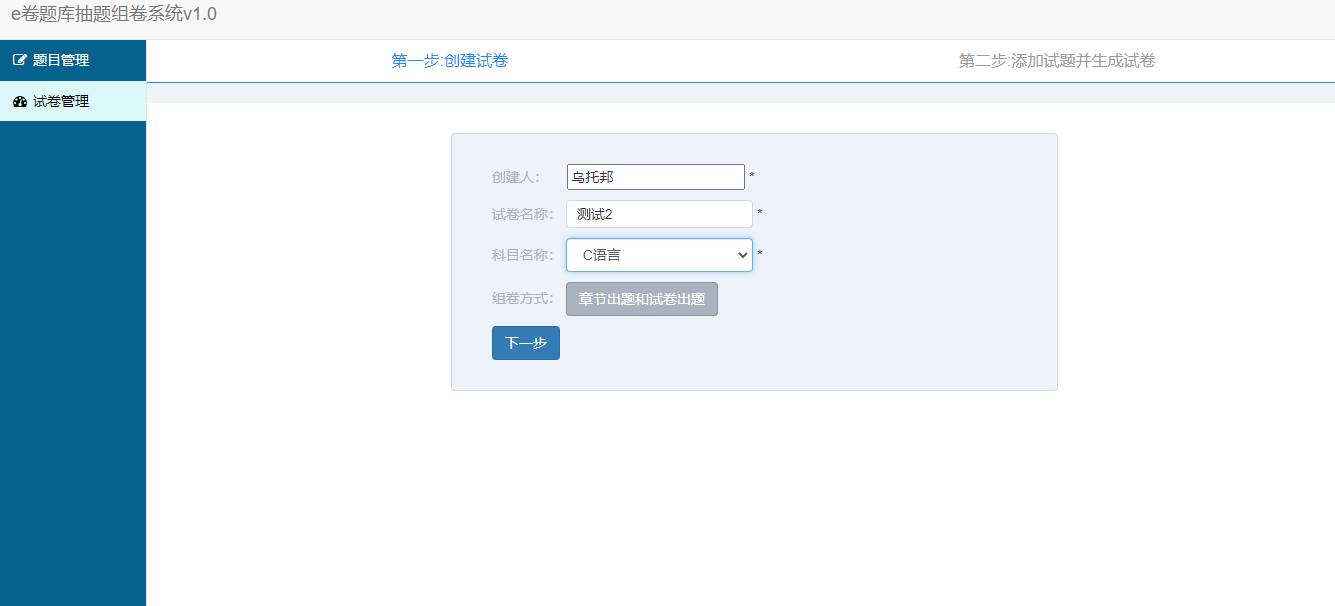 e卷题库抽题组卷系统v1.0
题目管理
试卷管理
第一步:创建试卷
第二步:添加试题并生成试卷
创建人： 乌托邦 *
试卷名称： 测试2 *
科目名称： C语言 *
组卷方式： 章节出题和试卷出题
下一步